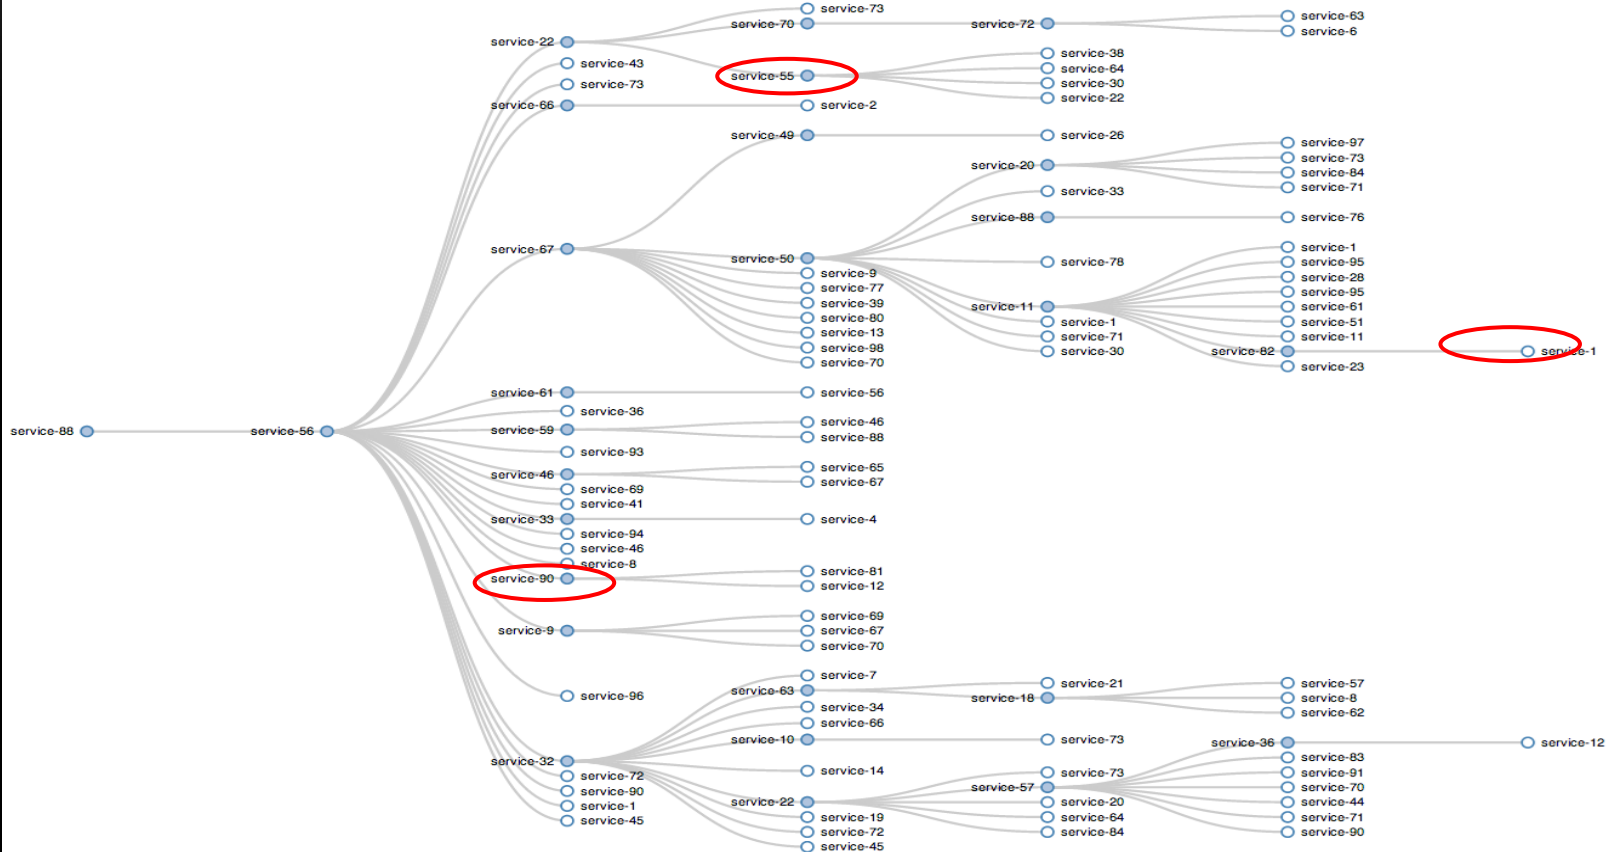 service-73
service-70
service-72
service-63
service-6
service-22
service-43
service-73
service-55
service-38
service-64
service-30
service-22
service-66
service-2
service-49
service-26
service-20
service-97
service-73
service-84
service-71
service-33
service-88
service-76
service-67
service-50
service-9
service-77
service-39
service-80
service-13
service-98
service-70
service-78
service-11
service-1
service-71
service-30
service-1
service-95
service-28
service-95
service-61
service-51
service-11
service-82
service-1
service-23
service-61
service-56
service-36
service-88
service-56
service-59
service-46
service-88
service-93
service-46
service-65
service-67
service-69
service-41
service-33
service-4
service-94
service-46
service-8
service-90
service-81
service-12
service-9
service-69
service-67
service-70
service-96
service-7
service-63
service-21
service-18
service-57
service-8
service-62
service-34
service-66
service-10
service-73
service-32
service-72
service-90
service-1
service-45
service-14
service-22
service-19
service-72
service-45
service-73
service-57
service-20
service-64
service-84
service-36
service-12
service-83
service-91
service-70
service-44
service-71
service-90